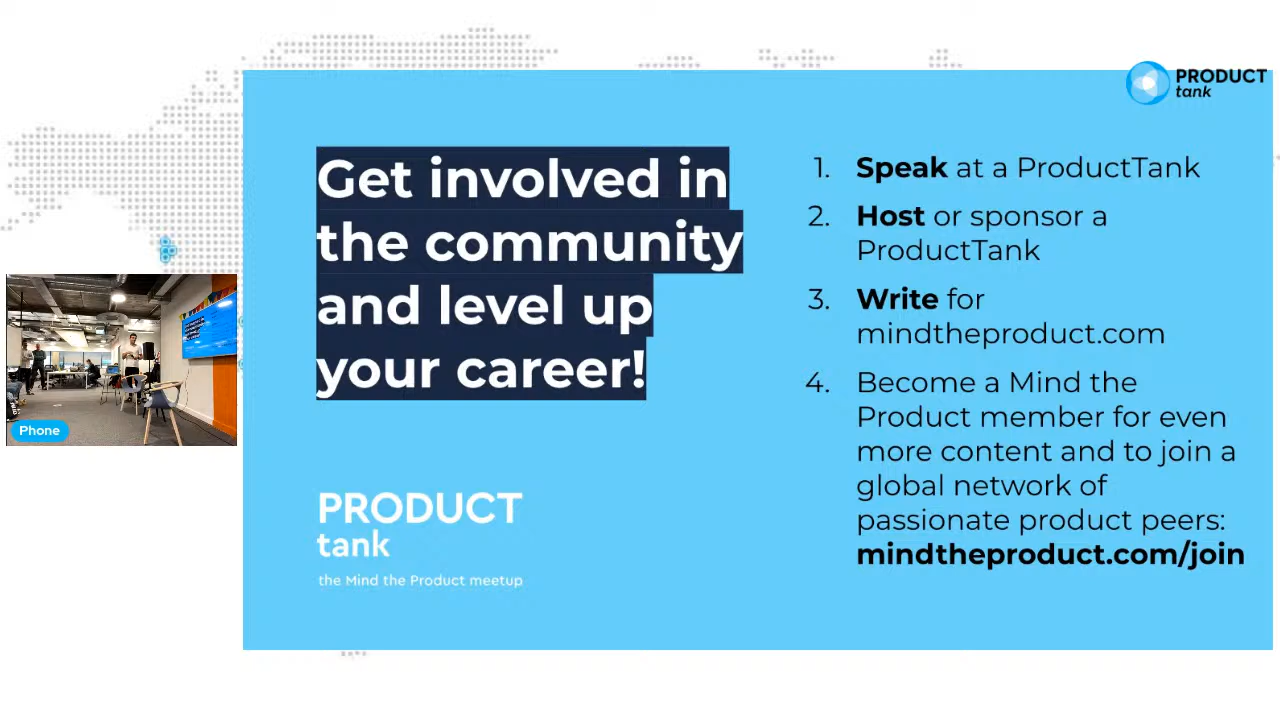 PRODUCT
tank
Get involved in
the community
and level up
your career!
1. Speak at a ProductTank
2. Host or sponsor a
ProductTank
3. Write for
mindtheproduct.com
4. Become a Mind the
Product member for even
more content and to join a
global network of
passionate product peers:
mindtheproduct.com/join
PRODUCT
tank
the Mind the Product meetup
Phone